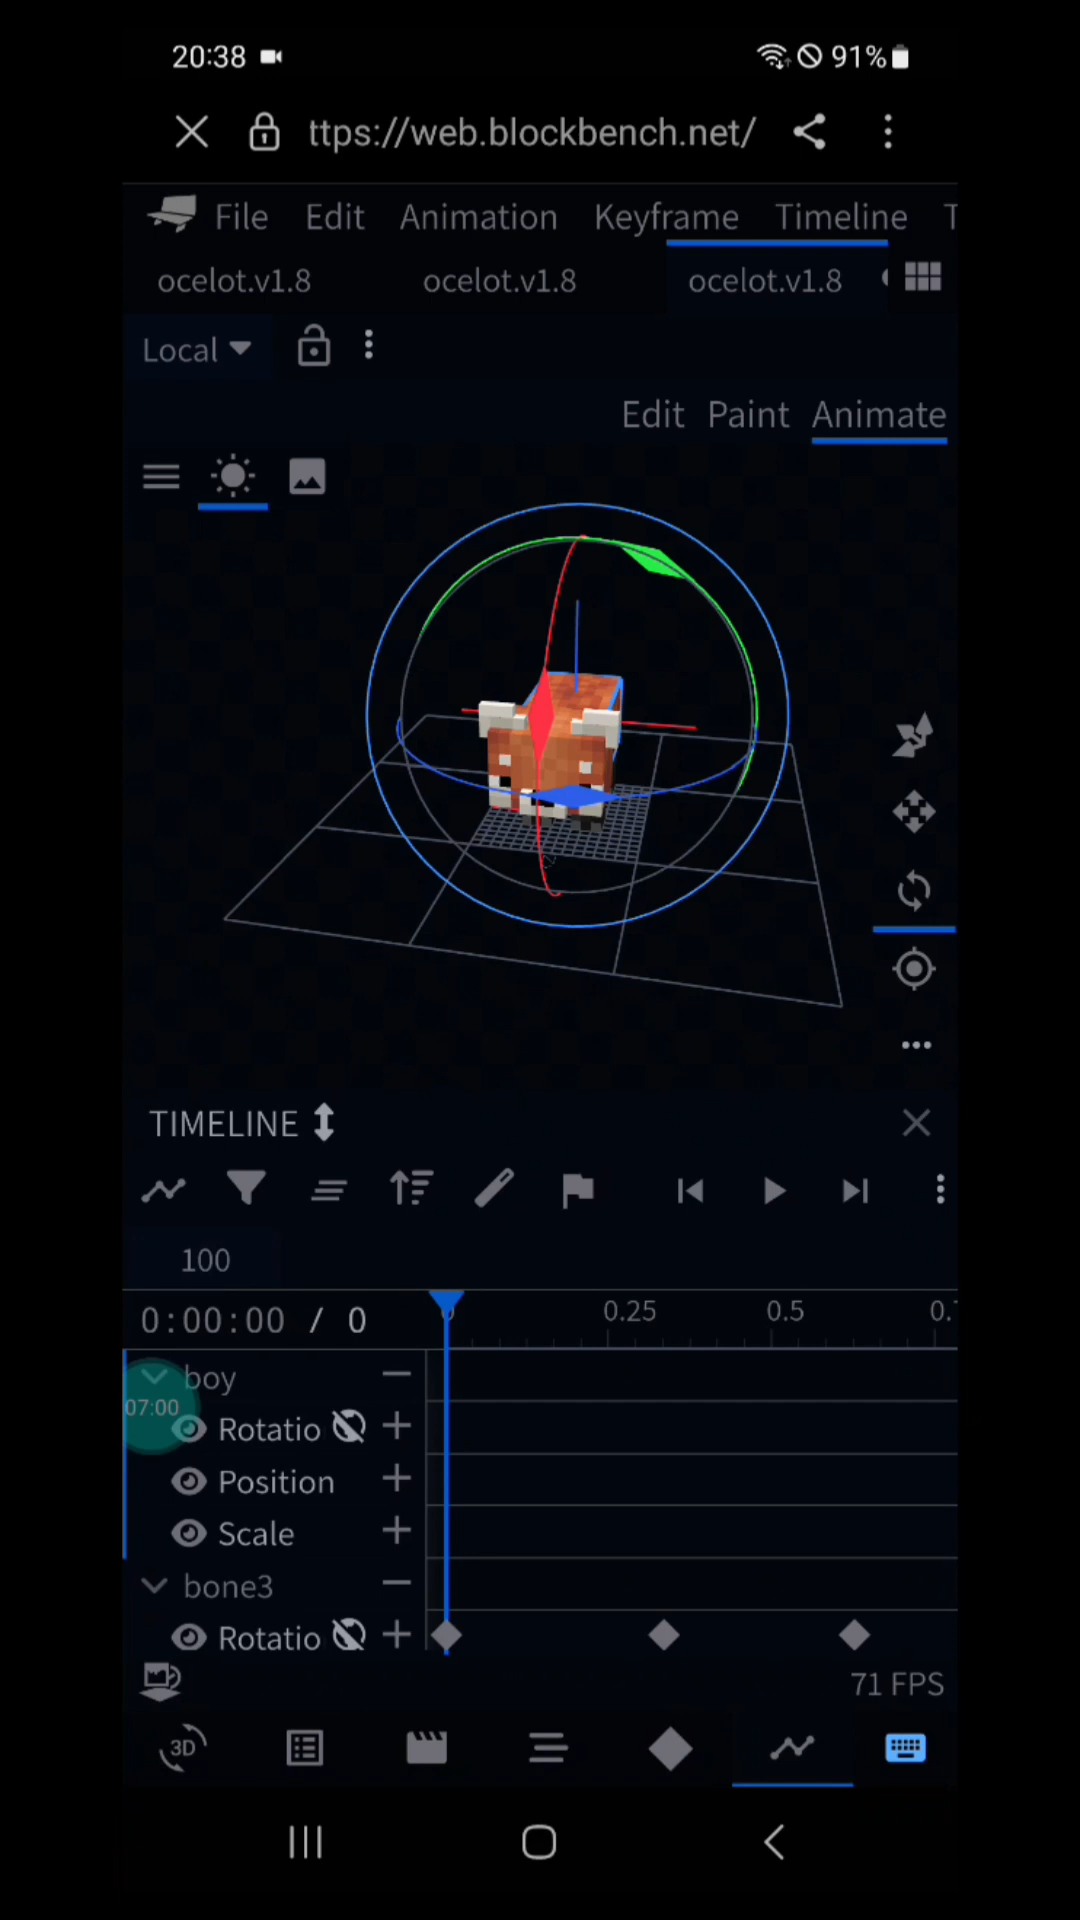 20:38 91%
ttps://web.blockbench.net/
File Edit Animation Keyframe Timeline T
ocelot.v1.8 ocelot.v1.8 ocelot.v1.8
Local
Edit Paint Animate
TIMELINE
100
0:00:00 / 0 0 0.25 0.5 0.
boy
07:00
Rotatio
Position
Scale
bone3
Rotatio
71 FPS
3D